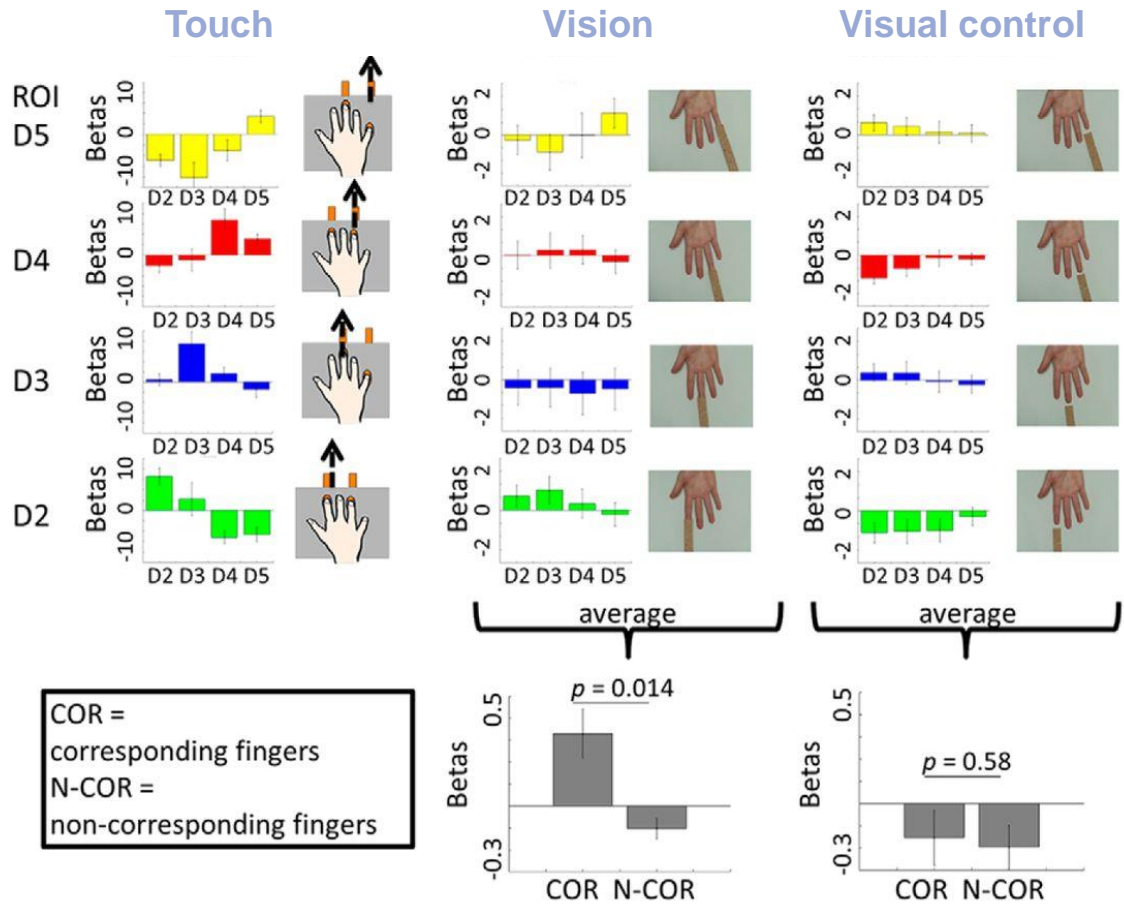 Touch Vision Visual control
ROI
D5
Betas
10
0
-10
D2 D3 D4 D5
Betas
2
0
-2
Betas
2
0
-2
D4
Betas
10
0
-10
D2 D3 D4 D5
Betas
2
0
-2
D2 D3 D4 D5
Betas
2
0
-2
D2 D3 D4 D5
D3
Betas
10
0
-10
D2 D3 D4 D5
Betas
0
-2
Betas
0
-2
D2
Betas
10
0
-10
D2 D3 D4 D5
Betas
2
0
-2
D2 D3 D4 D5
Betas
2
0
-2
D2 D3 D4 D5
average
average
COR =
corresponding fingers
N-COR =
non-corresponding fingers
p = 0.014
Betas
0.5
-0.3
COR N-COR
p = 0.58
Betas
0.5
-0.3
COR N-COR